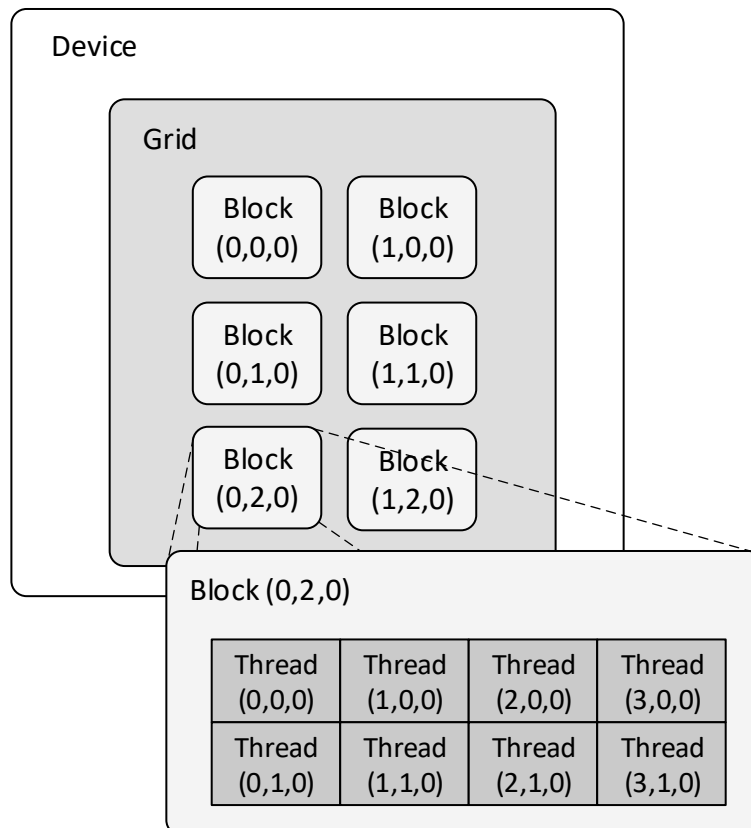 Device
Grid
Block
(0,0,0)
Block
(1,0,0)
Block
(0,1,0)
Block
(1,1,0)
Block
(0,2,0)
Block
(1,2,0)
Block (0,2,0)
Thread
(0,0,0)
Thread
(1,0,0)
Thread
(2,0,0)
Thread
(3,0,0)
Thread
(0,1,0)
Thread
(1,1,0)
Thread
(2,1,0)
Thread
(3,1,0)